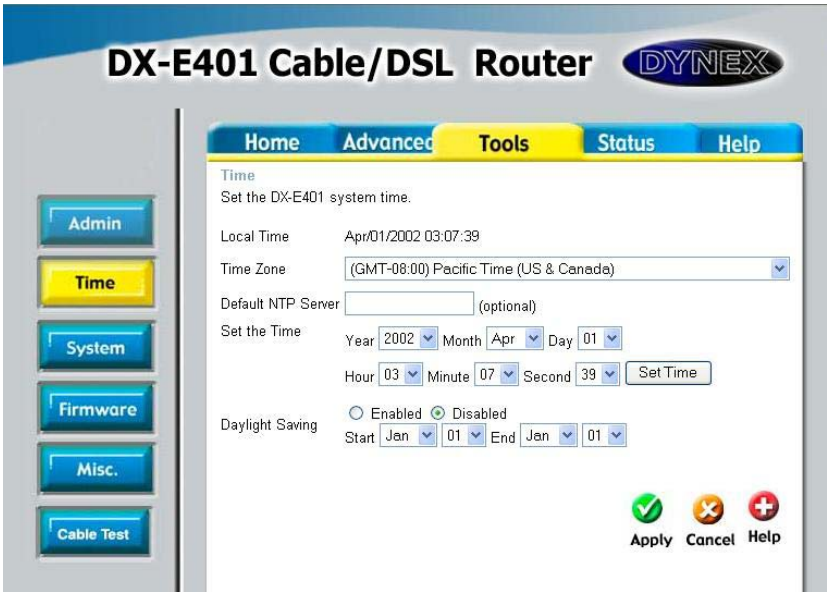 DX-E401 Cable/DSL Router DYNEX
Home Advanced Tools Status Help
Admin
Time
System
Firmware
Misc.
Cable Test
Time
Set the DX-E401 system time.
Local Time Apr/01/2002 03:07:39
Time Zone (GMT-08:00) Pacific Time (US & Canada)
Default NTP Server (optional)
Set the Time Year 2002 Month Apr Day 01
Hour 03 Minute 07 Second 39 Set Time
Daylight Saving Enabled Disabled
Start Jan 01 End Jan 01
Apply Cancel Help